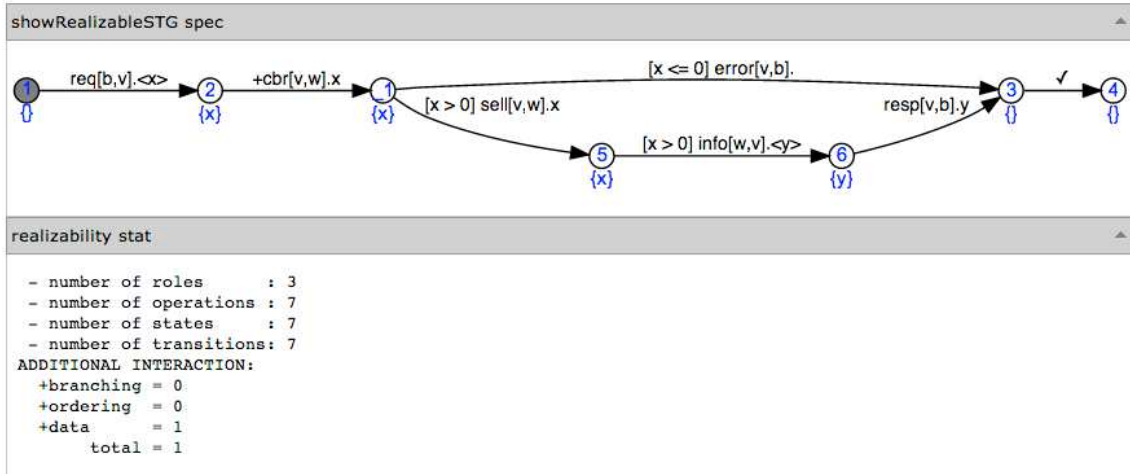 showRealizableSTG spec
req[b,v].<x>
+cbr[v,w].x
[x <= 0] error[v,b].
✓
1
2
_1
3
4
{}
{x}
{x}
[x > 0] sell[v,w].x
resp[v,b].y
{}
{}
[x > 0] info[w,v].<y>
5
6
{x}
{y}
realizability stat
- number of roles : 3
- number of operations : 7
- number of states : 7
- number of transitions: 7
ADDITIONAL INTERACTION:
+branching = 0
+ordering = 0
+data = 1
total = 1